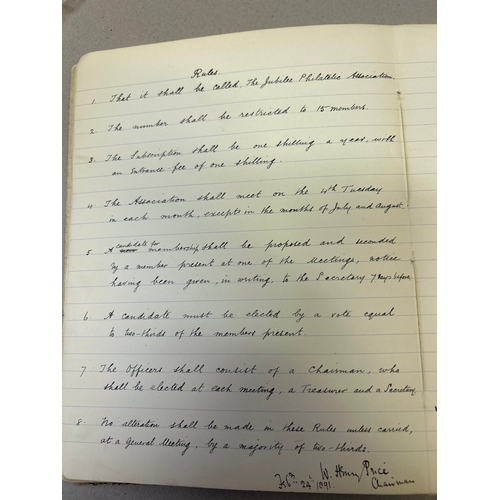 Rules.
1. That it shall be called, The Jubilee Philatelic Association.
2. The number shall be restricted to 15 members.
3. The Subscription shall be one shilling a year, with
an Entrance-fee of one shilling.
4. The Association shall meet on the 4th Tuesday
in each month, excepts in the months of July and August.
candidate for
5. A membership shall be proposed and seconded
by a member present at one of the Meetings, notice
having been given, in writing, to the Secretary 7 days before
6. A candidate must be elected by a vote equal
to two-thirds of the members present.
7. The Officers shall consist of a Chairman, who
shall be elected at each meeting, a Treasurer and a Secretary
8. No alteration shall be made in these Rules unless carried,
at a General Meeting, by a majority of two-thirds.
W. Henry Price
Feb. 24 1891. Chairman